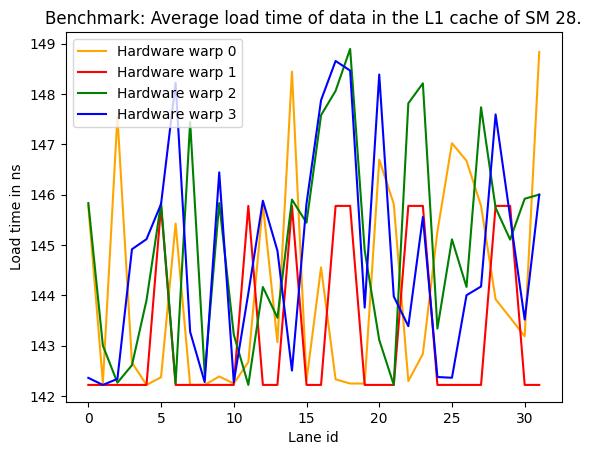 Benchmark: Average load time of data in the L1 cache of SM 28.
149
148
147
146
145
144
143
142
Load time in ns
Hardware warp 0
Hardware warp 1
Hardware warp 2
Hardware warp 3
0 5 10 15 20 25 30
Lane id